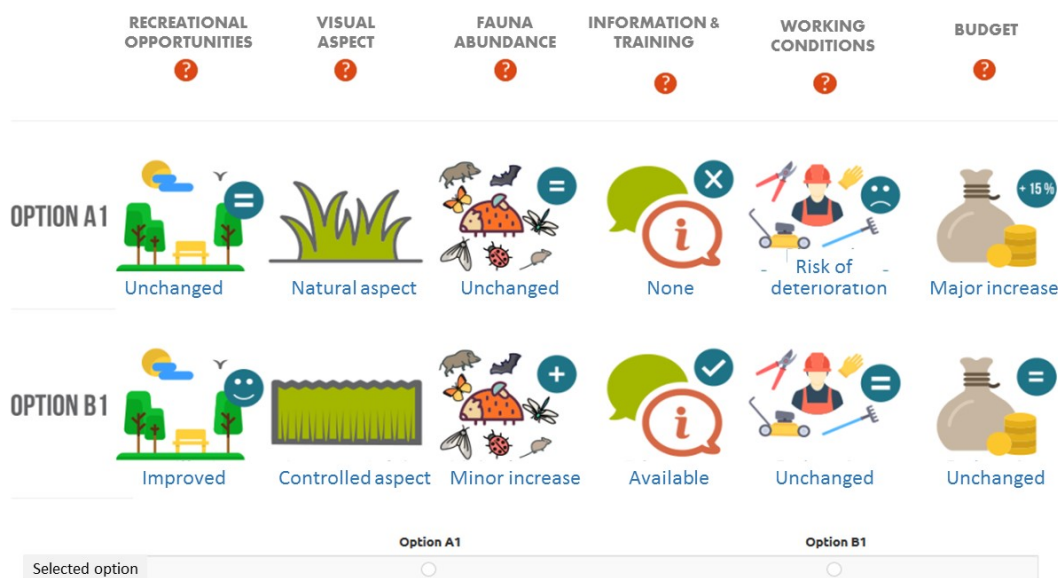 RECREATIONAL
OPPORTUNITIES
VISUAL
ASPECT
FAUNA
ABUNDANCE
INFORMATION &
TRAINING
WORKING
CONDITIONS
BUDGET
?
?
?
?
?
?
OPTION A1
=
=
i
+ 15 %
Unchanged
Natural aspect
Unchanged
None
Risk of
deterioration
Major increase
OPTION B1
+
i
=
=
Improved
Controlled aspect
Minor increase
Available
Unchanged
Unchanged
Option A1
Option B1
Selected option